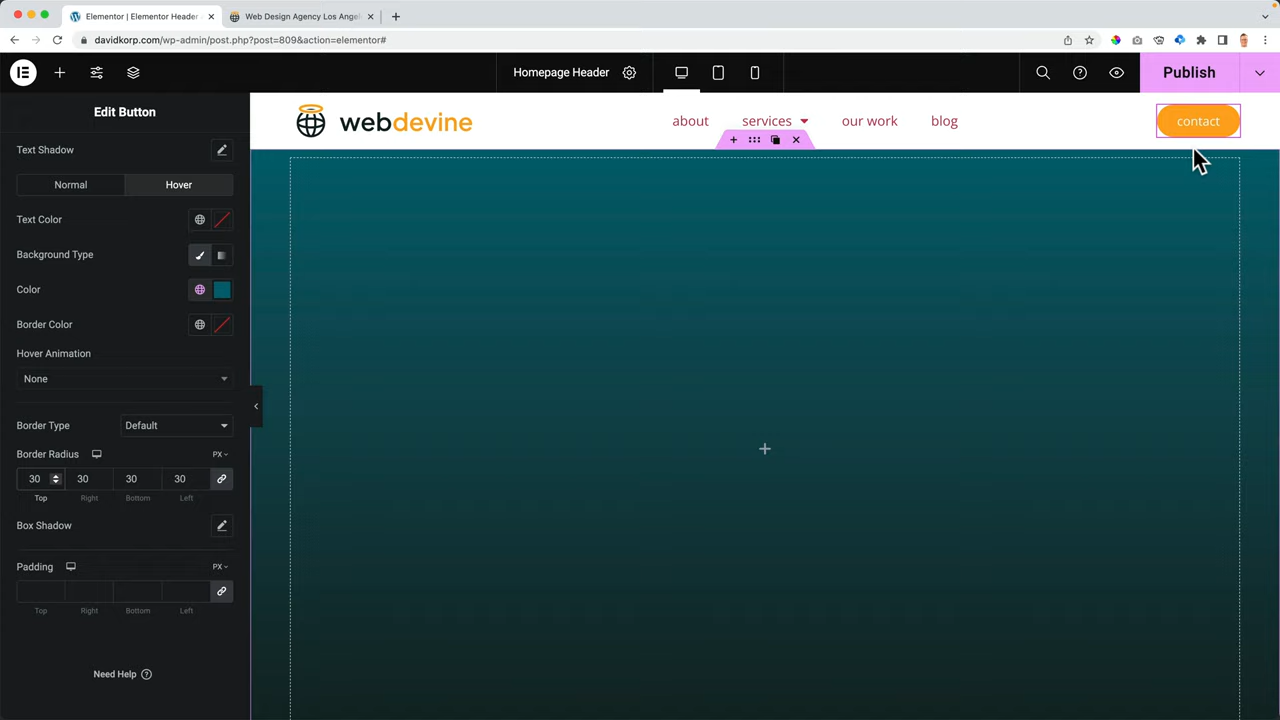 Elementor | Elementor Header
Web Design Agency Los Angel
davidkorp.com/wp-admin/post.php?post=809&action=elementor#
Homepage Header
Publish
Edit Button
webdevine
about
services
our work
blog
contact
Text Shadow
Normal
Hover
Text Color
Background Type
Color
Border Color
Hover Animation
None
Border Type
Default
Border Radius
PX
30 30 30 30
Top Right Bottom Left
Box Shadow
Padding
PX
Top Right Bottom Left
Need Help